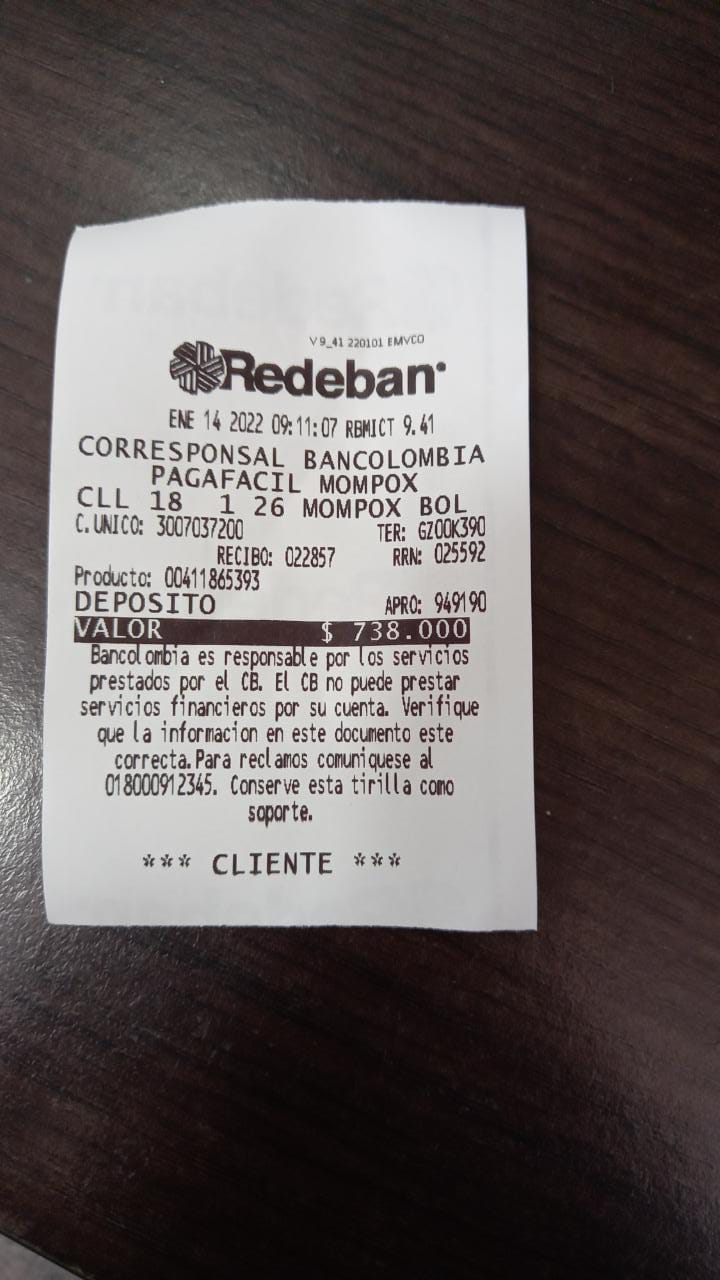 V9_41 220101 EMVCO
Redeban
ENE 14 2022 09:11:07 RBMICT 9.41
CORRESPONSAL BANCOLOMBIA
PAGAFACIL MOMPOX
CLL 18 1 26 MOMPOX BOL
C.UNICO: 3007037200 TER: GZOOK390
RECIBO: 022857 RRN: 025592
Producto: 00411865393
DEPOSITO APRO: 949190
VALOR $ 738.000
Bancolombia es responsable por los servicios
prestados por el CB. El CB no puede prestar
servicios financieros por su cuenta. Verifique
que la informacion en este documento este
correcta. Para reclamos comuniquese al
018000912345. Conserve esta tirilla como
soporte.
*** CLIENTE ***